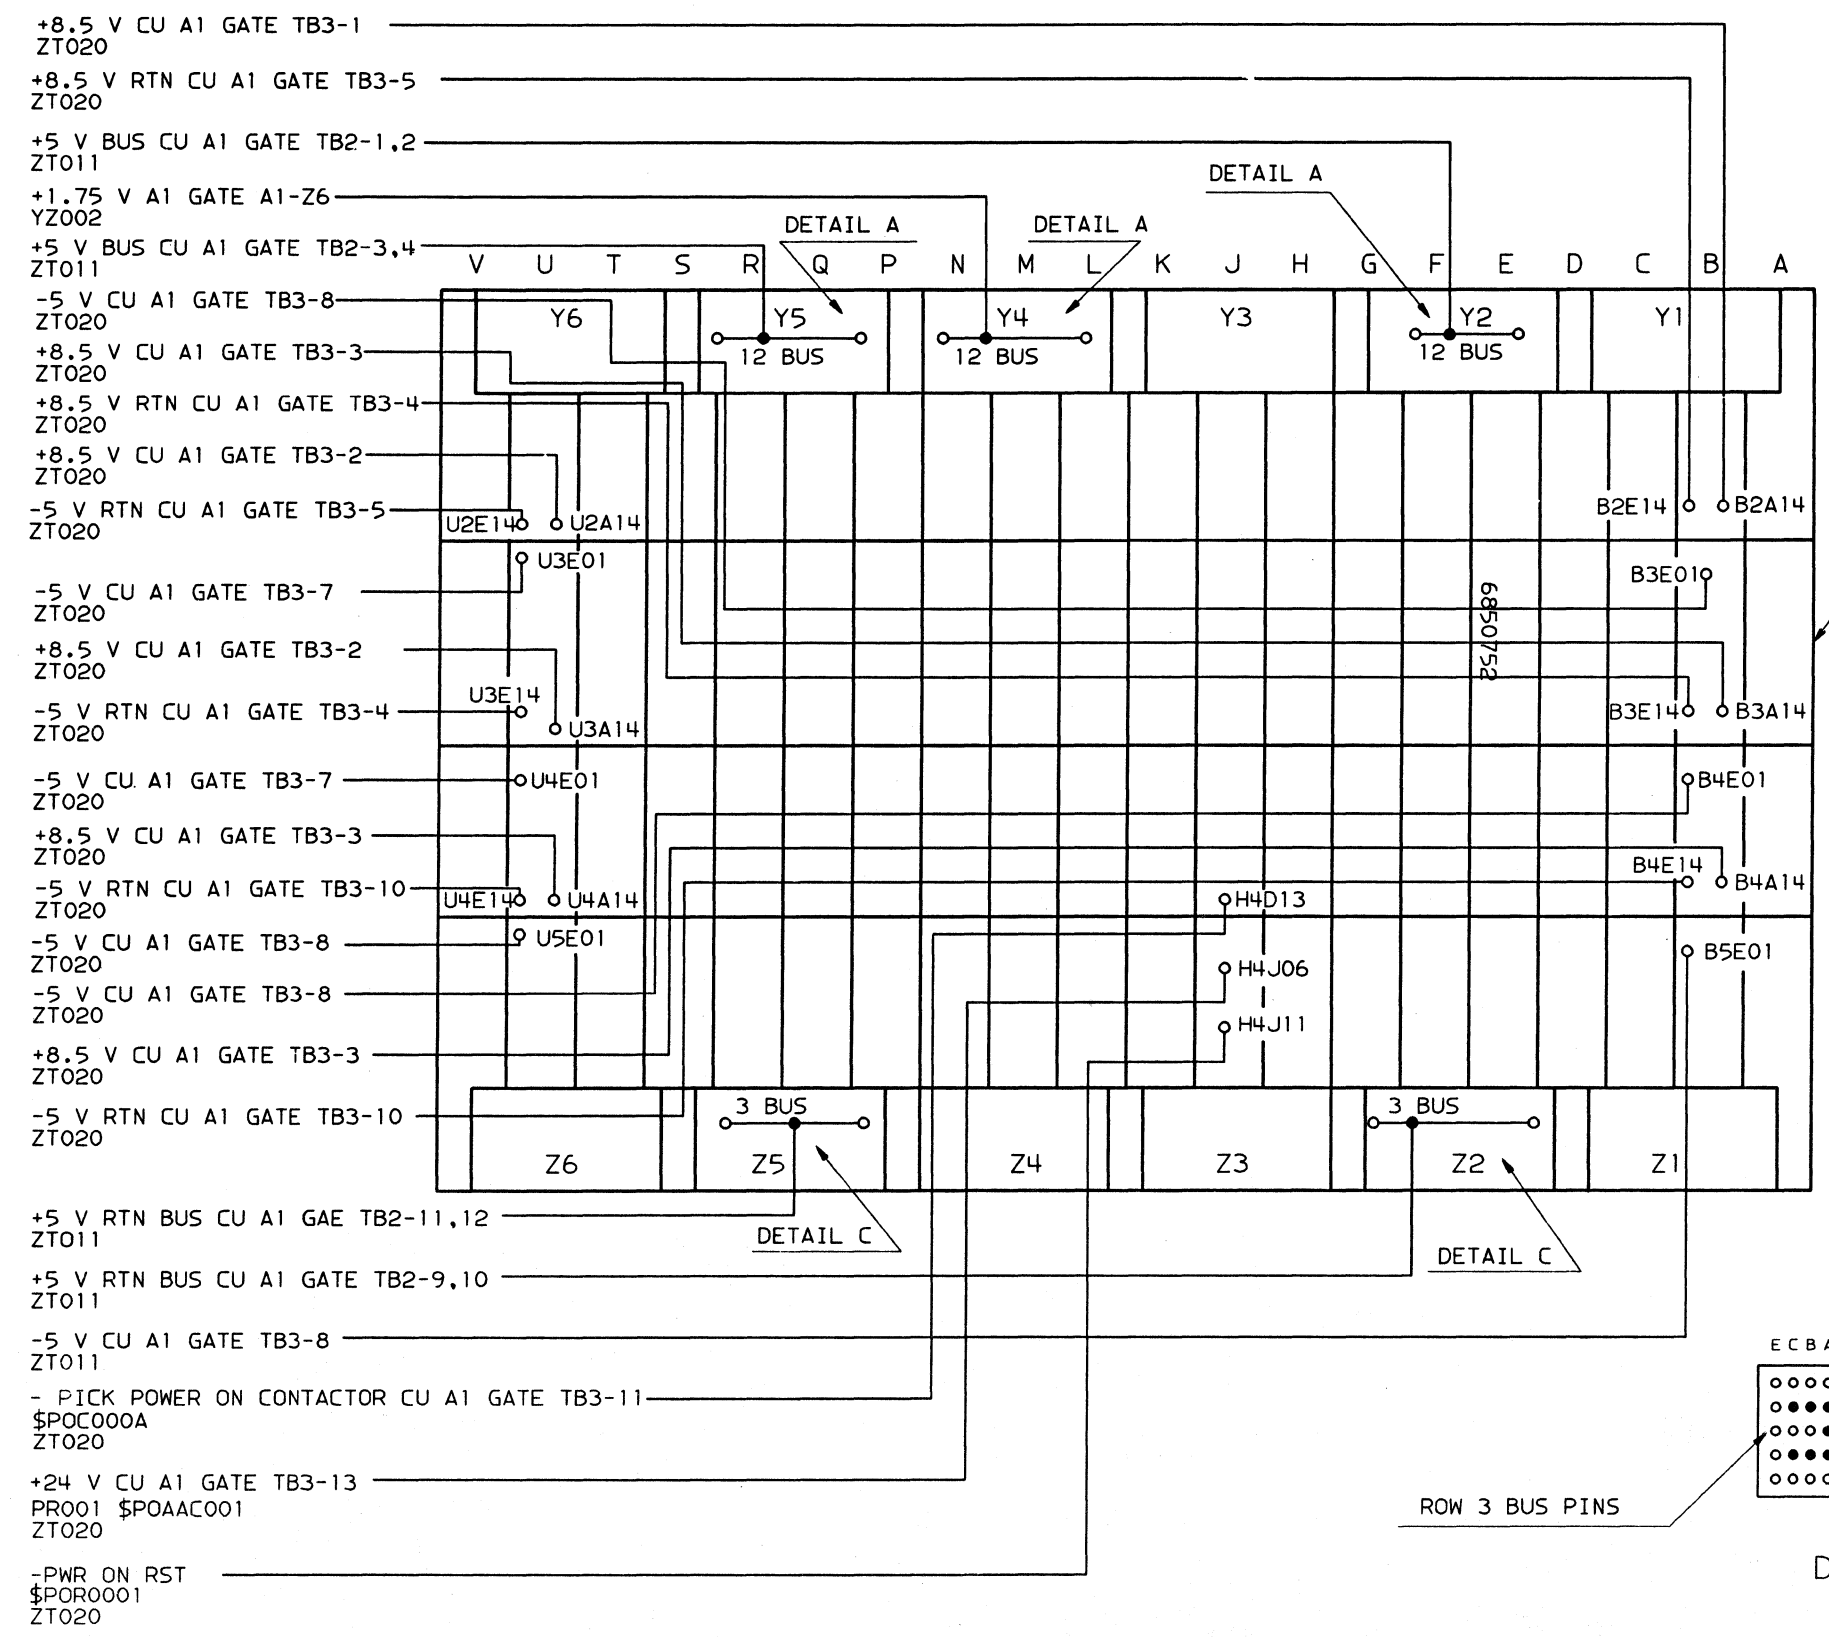 +8.5 V CU A1 GATE TB3-1
ZT020
+8.5 V RTN CU A1 GATE TB3-5
ZT020
+5 V BUS CU A1 GATE TB2-1,2
ZT011
+1.75 V A1 GATE A1-Z6
YZ002
+5 V BUS CU A1 GATE TB2-3,4
ZT011
-5 V CU A1 GATE TB3-8
ZT020
+8.5 V CU A1 GATE TB3-3
ZT020
+8.5 V RTN CU A1 GATE TB3-4
ZT020
+8.5 V CU A1 GATE TB3-2
ZT020
-5 V RTN CU A1 GATE TB3-5
ZT020
-5 V CU A1 GATE TB3-7
ZT020
+8.5 V CU A1 GATE TB3-2
ZT020
-5 V RTN CU A1 GATE TB3-4
ZT020
-5 V CU A1 GATE TB3-7
ZT020
+8.5 V CU A1 GATE TB3-3
ZT020
-5 V RTN CU A1 GATE TB3-10
ZT020
-5 V CU A1 GATE TB3-8
ZT020
-5 V CU A1 GATE TB3-8
ZT020
+8.5 V CU A1 GATE TB3-3
ZT020
-5 V RTN CU A1 GATE TB3-10
ZT020
+5 V RTN BUS CU A1 GAE TB2-11,12
ZT011
+5 V RTN BUS CU A1 GATE TB2-9,10
ZT011
-5 V CU A1 GATE TB3-8
ZT011
- PICK POWER ON CONTACTOR CU A1 GATE TB3-11
$POC000A
ZT020
+24 V CU A1 GATE TB3-13
PR001 $POAAC001
ZT020
-PWR ON RST
$POR0001
ZT020
DETAIL A
DETAIL A
DETAIL A
V U T S R Q P N M L K J H G F E D C B A
Y6 Y5 Y4 Y3 Y2 Y1
12 BUS
12 BUS
12 BUS
U2E14
U2A14
B2E14
B2A14
U3E01
B3E01
6850752
U3E14
U3A14
B3E14
B3A14
U4E01
B4E01
B4E14
U4E14
U4A14
H4D13
B4A14
U5E01
B5E01
H4J06
H4J11
3 BUS
3 BUS
Z6 Z5 Z4 Z3 Z2 Z1
DETAIL C
DETAIL C
E C B A
ROW 3 BUS PINS
D